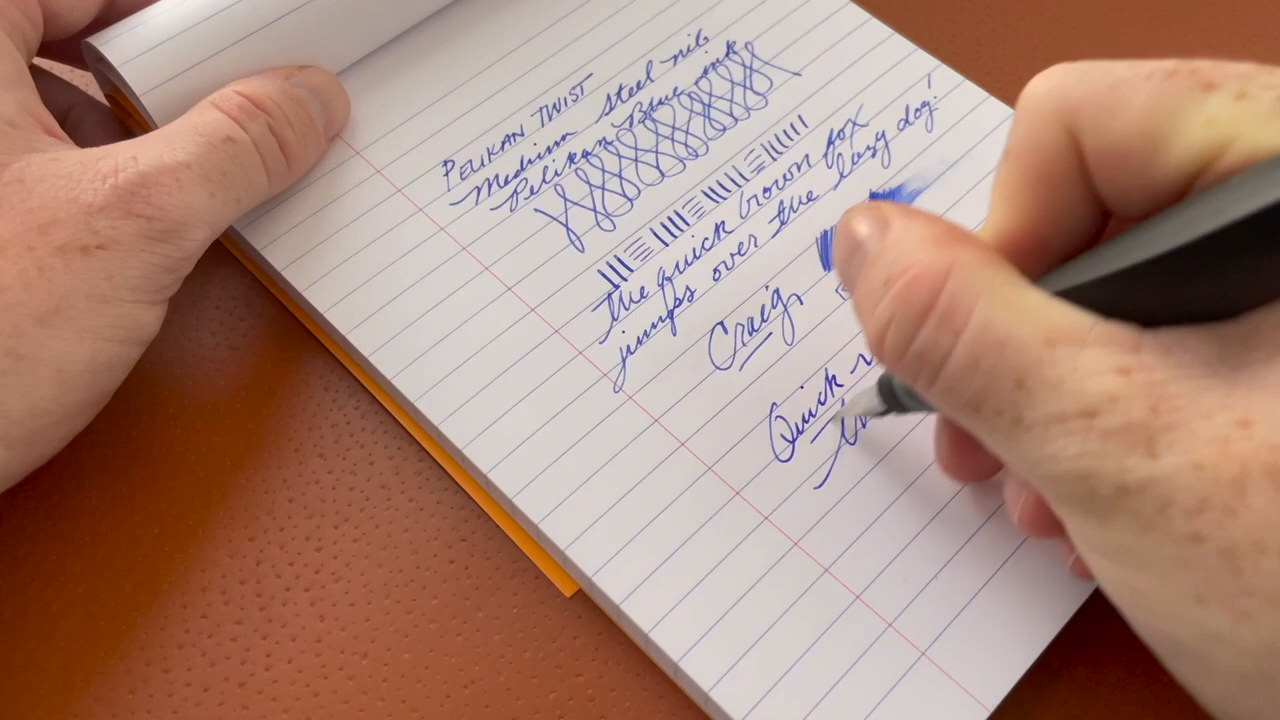 PELIKAN TWIST
Medium steel nib
Pelikan Blue ink
the quick brown fox
jumps over the lazy dog!
Craig
Quick